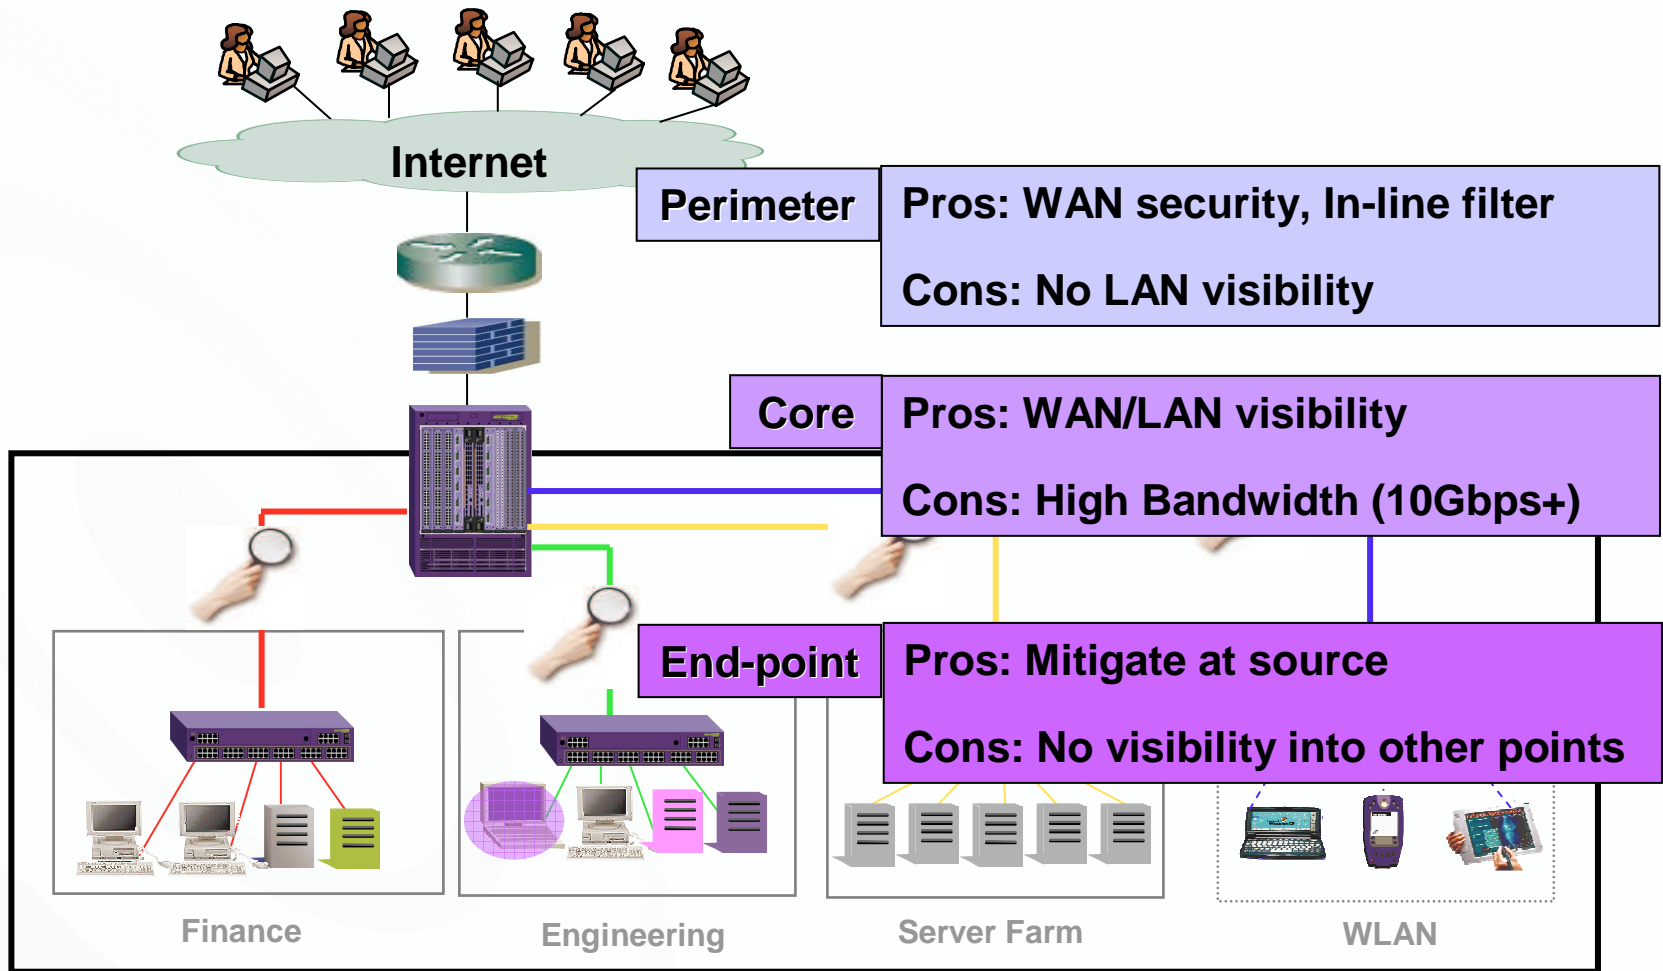 Internet
Perimeter
Pros: WAN security, In-line filter
Cons: No LAN visibility
Core
Pros: WAN/LAN visibility
Cons: High Bandwidth (10Gbps+)
End-point
Pros: Mitigate at source
Cons: No visibility into other points
Finance
Engineering
Server Farm
WLAN